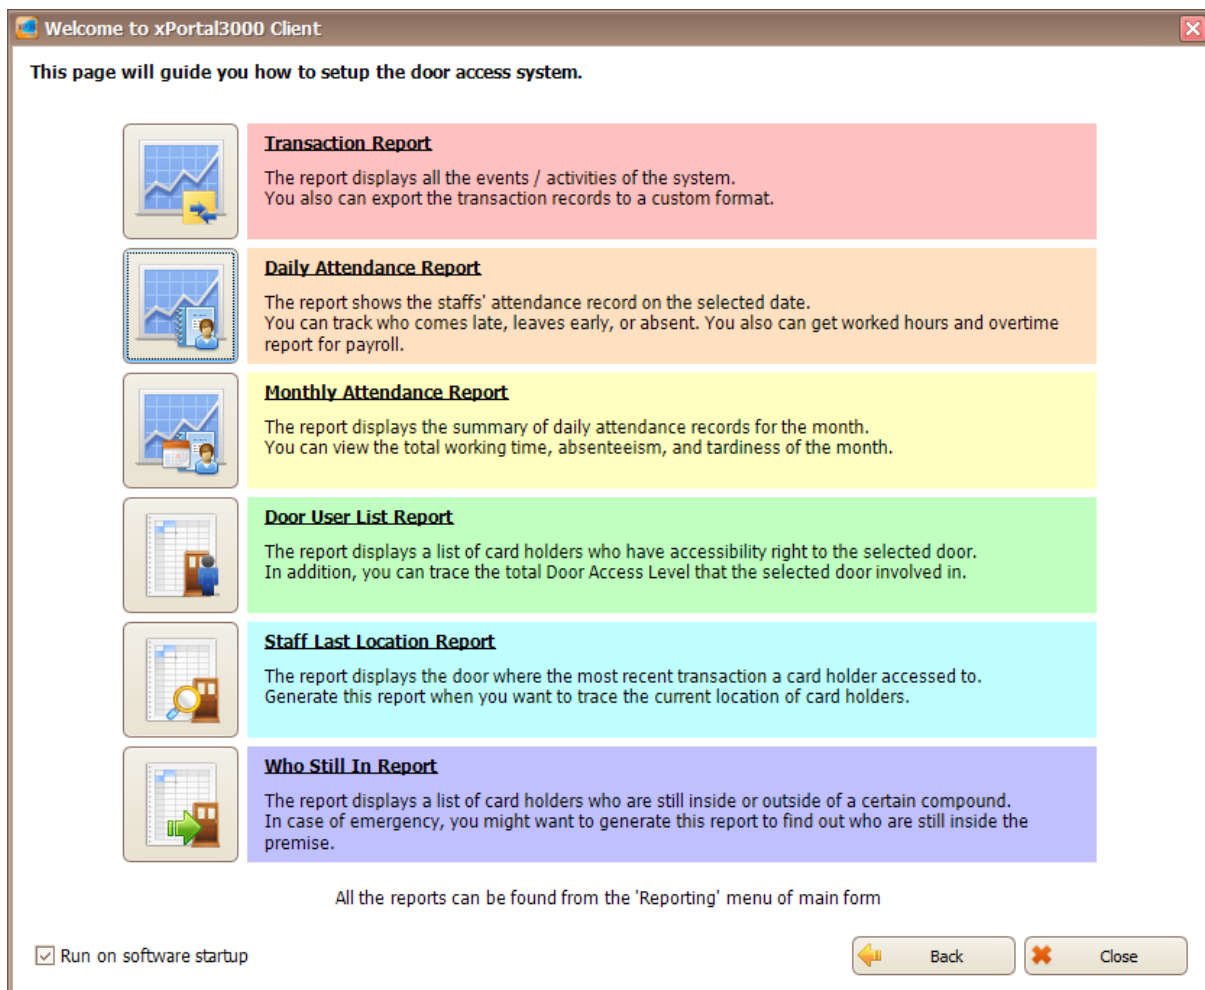 Welcome to xPortal3000 Client
This page will guide you how to setup the door access system.
Transaction Report
The report displays all the events / activities of the system.
You also can export the transaction records to a custom format.
Daily Attendance Report
The report shows the staffs' attendance record on the selected date.
You can track who comes late, leaves early, or absent. You also can get worked hours and overtime
report for payroll.
Monthly Attendance Report
The report displays the summary of daily attendance records for the month.
You can view the total working time, absenteeism, and tardiness of the month.
Door User List Report
The report displays a list of card holders who have accessibility right to the selected door.
In addition, you can trace the total Door Access Level that the selected door involved in.
Staff Last Location Report
The report displays the door where the most recent transaction a card holder accessed to.
Generate this report when you want to trace the current location of card holders.
Who Still In Report
The report displays a list of card holders who are still inside or outside of a certain compound.
In case of emergency, you might want to generate this report to find out who are still inside the
premise.
All the reports can be found from the 'Reporting' menu of main form
Run on software startup
Back
Close